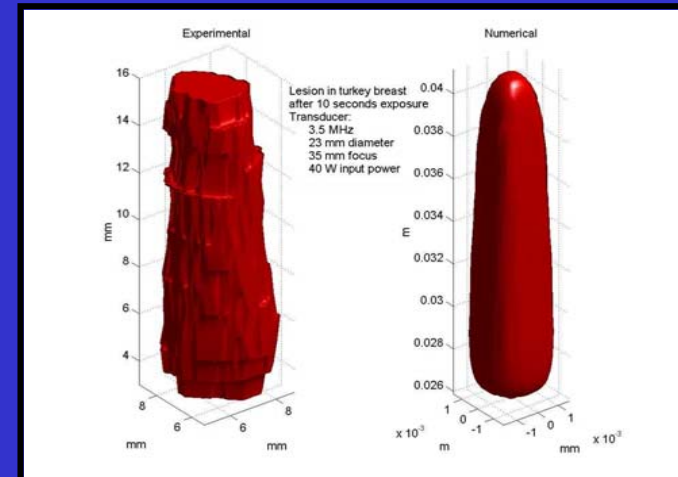 Experimental
Numerical
Lesion in turkey breast
after 10 seconds exposure
Transducer:
3.5 MHz
23 mm diameter
35 mm focus
40 W input power
16
14
12
10
8
6
4
mm
8
6
mm
6
8
mm
0.04
0.038
0.036
0.034
0.032
0.03
0.028
0.026
m
1
0
-1
x 10⁻³
m
-1
0
1
x 10⁻³
mm